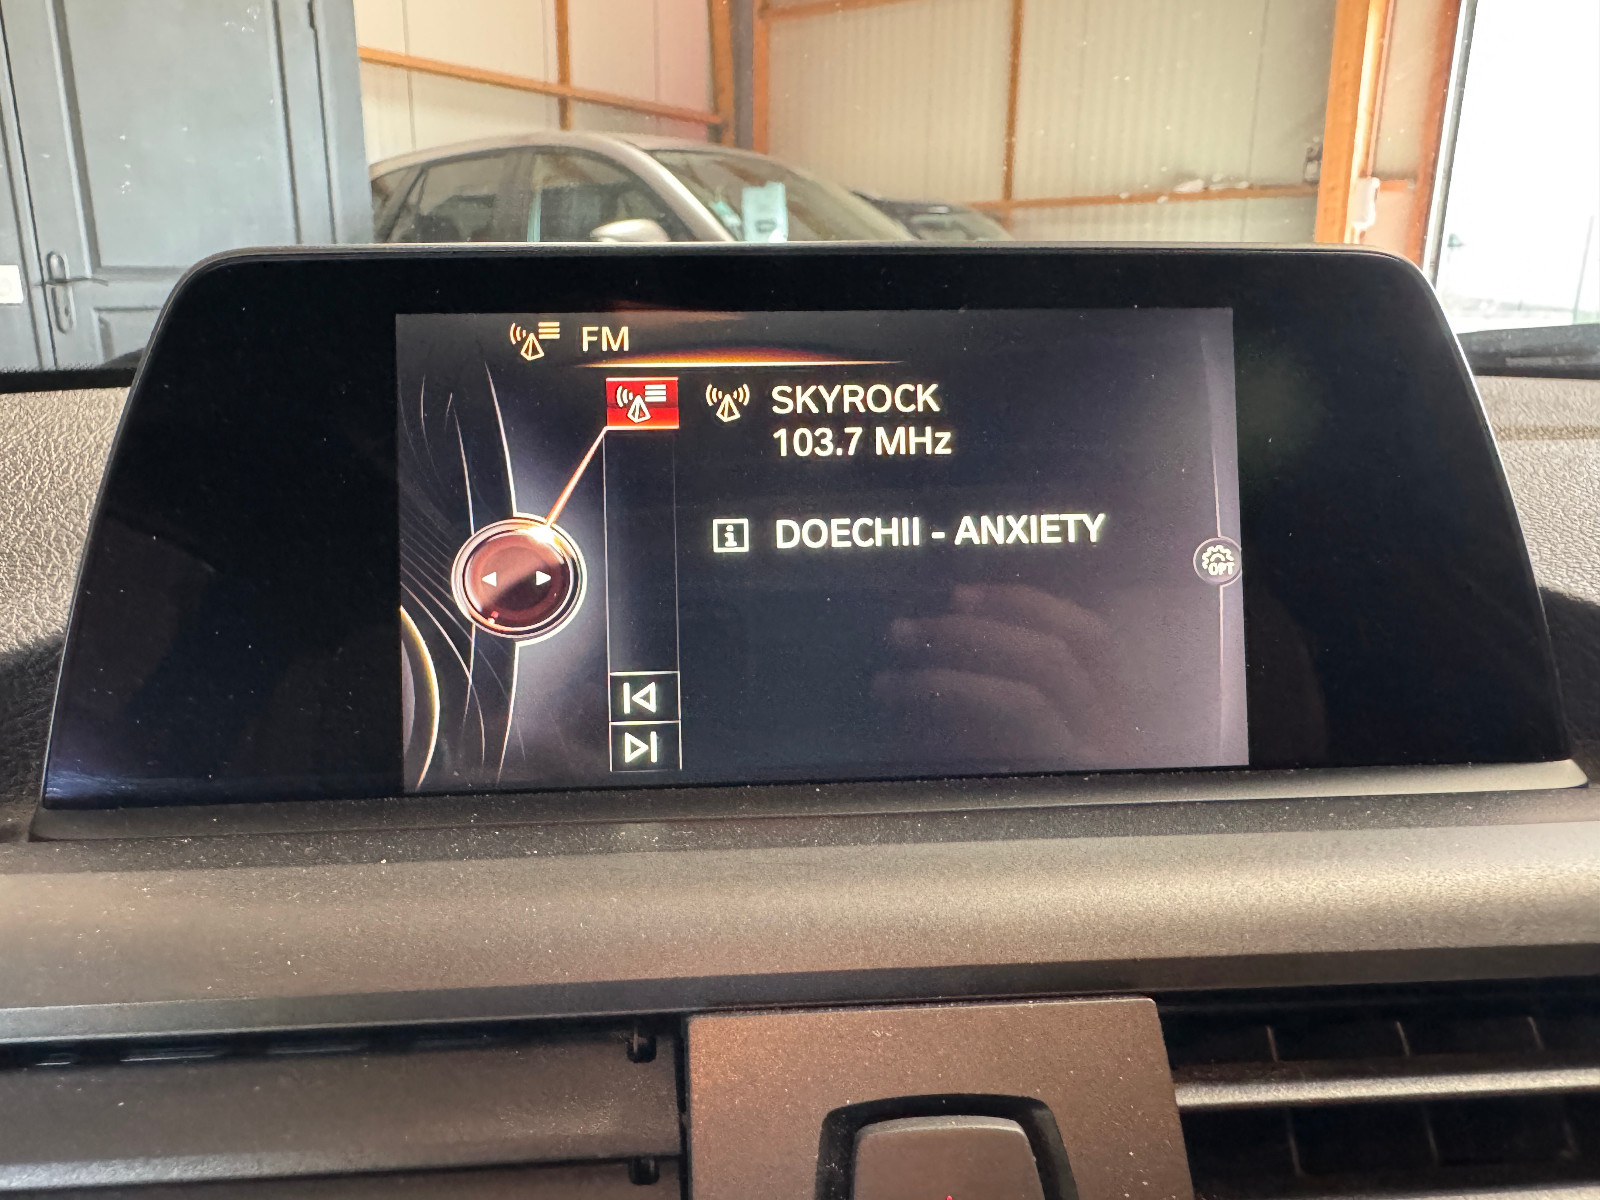 FM
SKYROCK
103.7 MHz
i DOECHII - ANXIETY
OPT